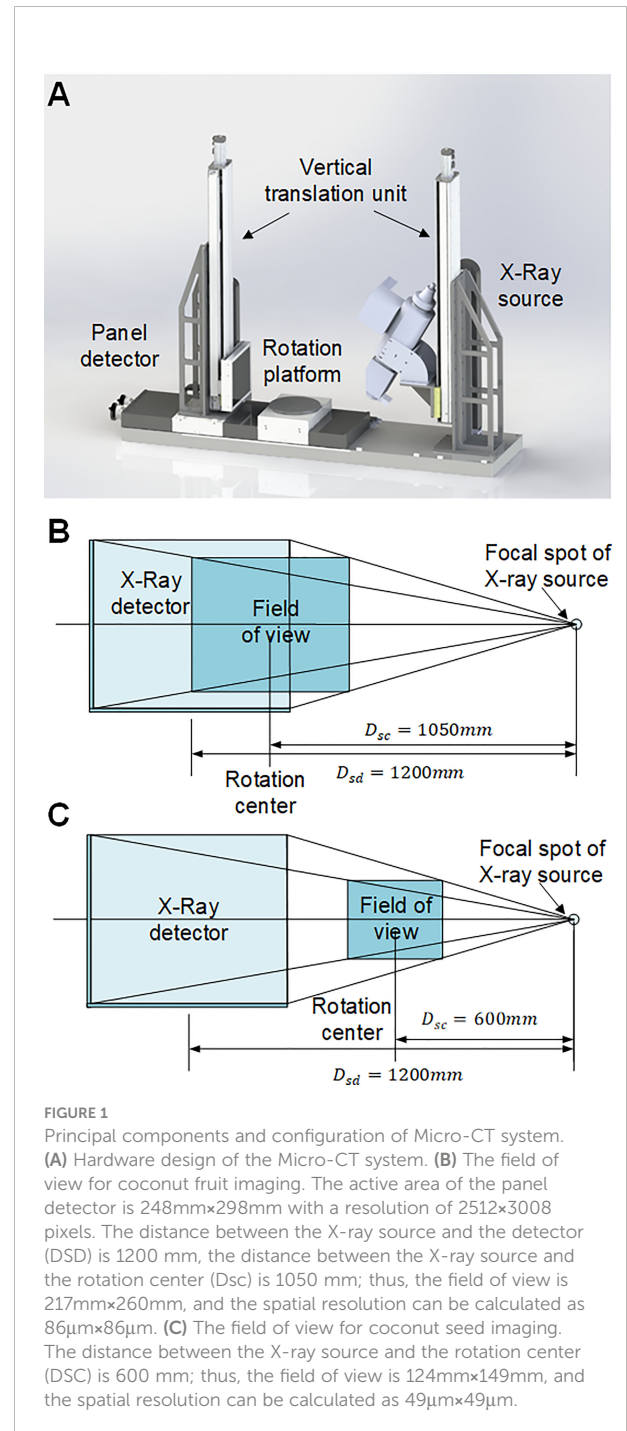 A
Vertical
translation unit
X-Ray
source
Panel
detector
Rotation
platform
B
Focal spot of
X-ray source
X-Ray
detector
Field
of view
D_sc = 1050mm
D_sd = 1200mm
Rotation
center
C
Focal spot of
X-ray source
X-Ray
detector
Field of
view
Rotation
center
D_sc = 600mm
D_sd = 1200mm
FIGURE 1
Principal components and configuration of Micro-CT system.
(A) Hardware design of the Micro-CT system. (B) The field of
view for coconut fruit imaging. The active area of the panel
detector is 248mm×298mm with a resolution of 2512×3008
pixels. The distance between the X-ray source and the detector
(DSD) is 1200 mm, the distance between the X-ray source and
the rotation center (Dsc) is 1050 mm; thus, the field of view is
217mm×260mm, and the spatial resolution can be calculated as
86μm×86μm. (C) The field of view for coconut seed imaging.
The distance between the X-ray source and the rotation center
(DSC) is 600 mm; thus, the field of view is 124mm×149mm, and
the spatial resolution can be calculated as 49μm×49μm.